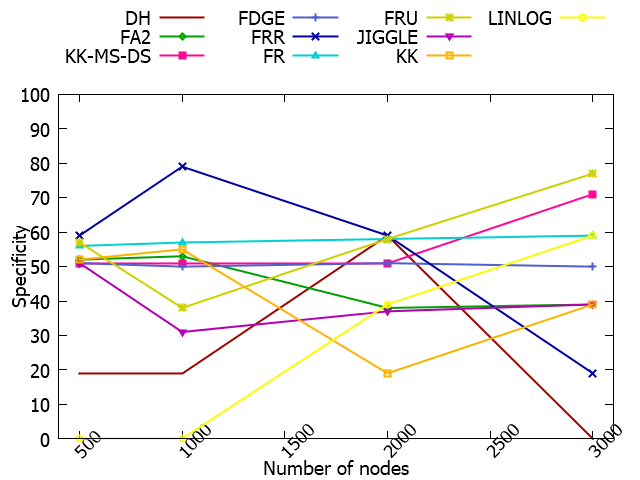 DH FDGE FRU LINLOG
FA2 FRR JIGGLE
KK-MS-DS FR KK
100
90
80
70
60
50
40
30
20
10
0
Specificity
500 1000 1500 2000 2500 3000
Number of nodes